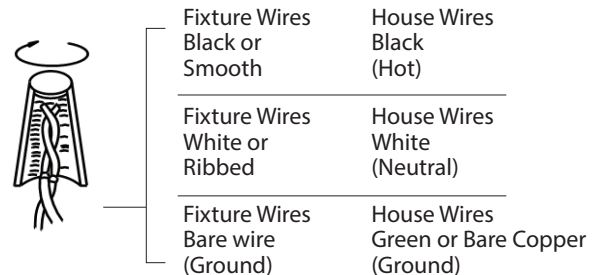 Fixture Wires House Wires
Black or Black
Smooth (Hot)
Fixture Wires House Wires
White or White
Ribbed (Neutral)
Fixture Wires House Wires
Bare wire Green or Bare Copper
(Ground) (Ground)